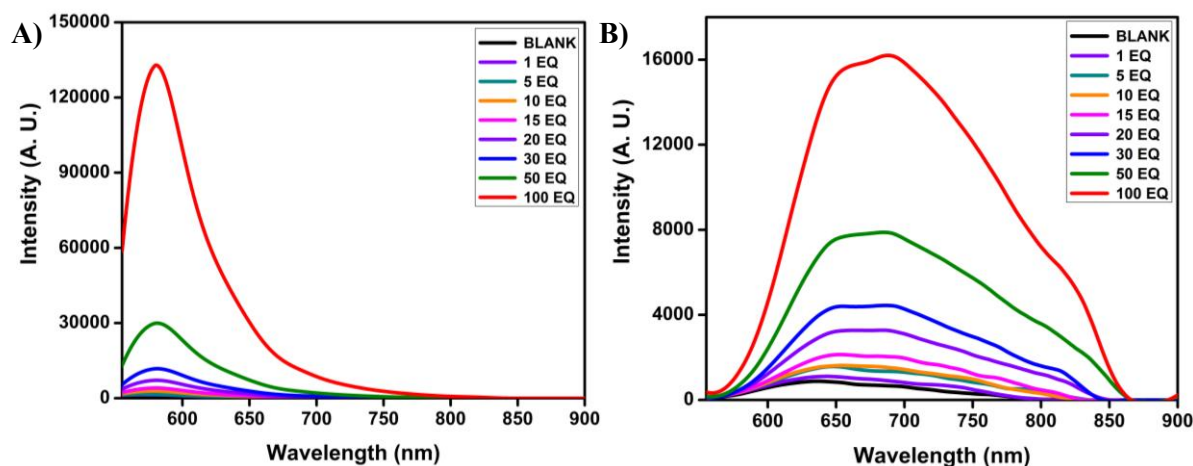 A)
150000
120000
90000
60000
30000
0
Intensity (A. U.)
600 650 700 750 800 850 900
Wavelength (nm)
BLANK
1 EQ
5 EQ
10 EQ
15 EQ
20 EQ
30 EQ
50 EQ
100 EQ
B)
16000
12000
8000
4000
0
Intensity (A. U.)
600 650 700 750 800 850 900
Wavelength (nm)
BLANK
1 EQ
5 EQ
10 EQ
15 EQ
20 EQ
30 EQ
50 EQ
100 EQ